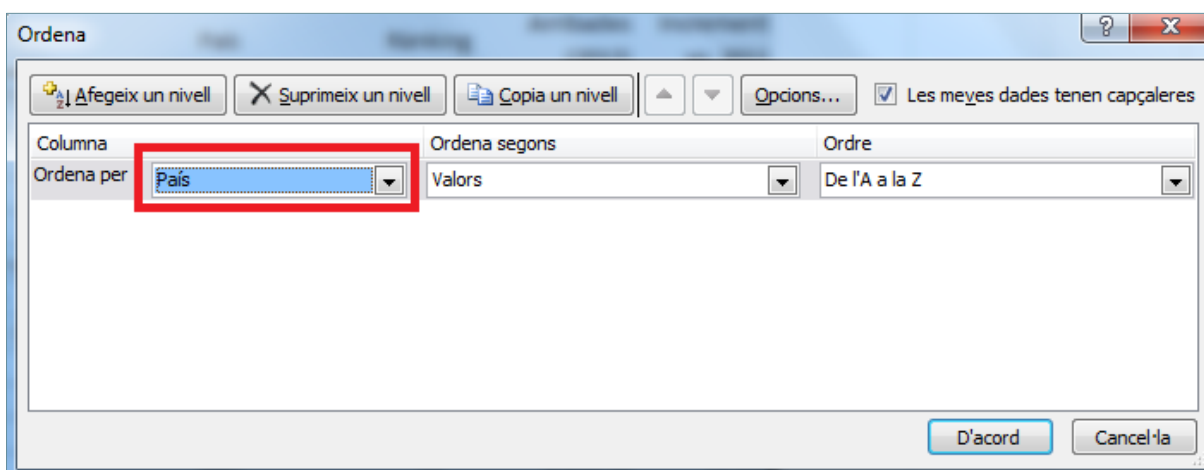 Ordena
Afegeix un nivell Suprimeix un nivell Copia un nivell Opcions... Les meves dades tenen capçaleres
Columna Ordena segons Ordre
Ordena per País Valors De l'A a la Z
D'acord Cancel·la